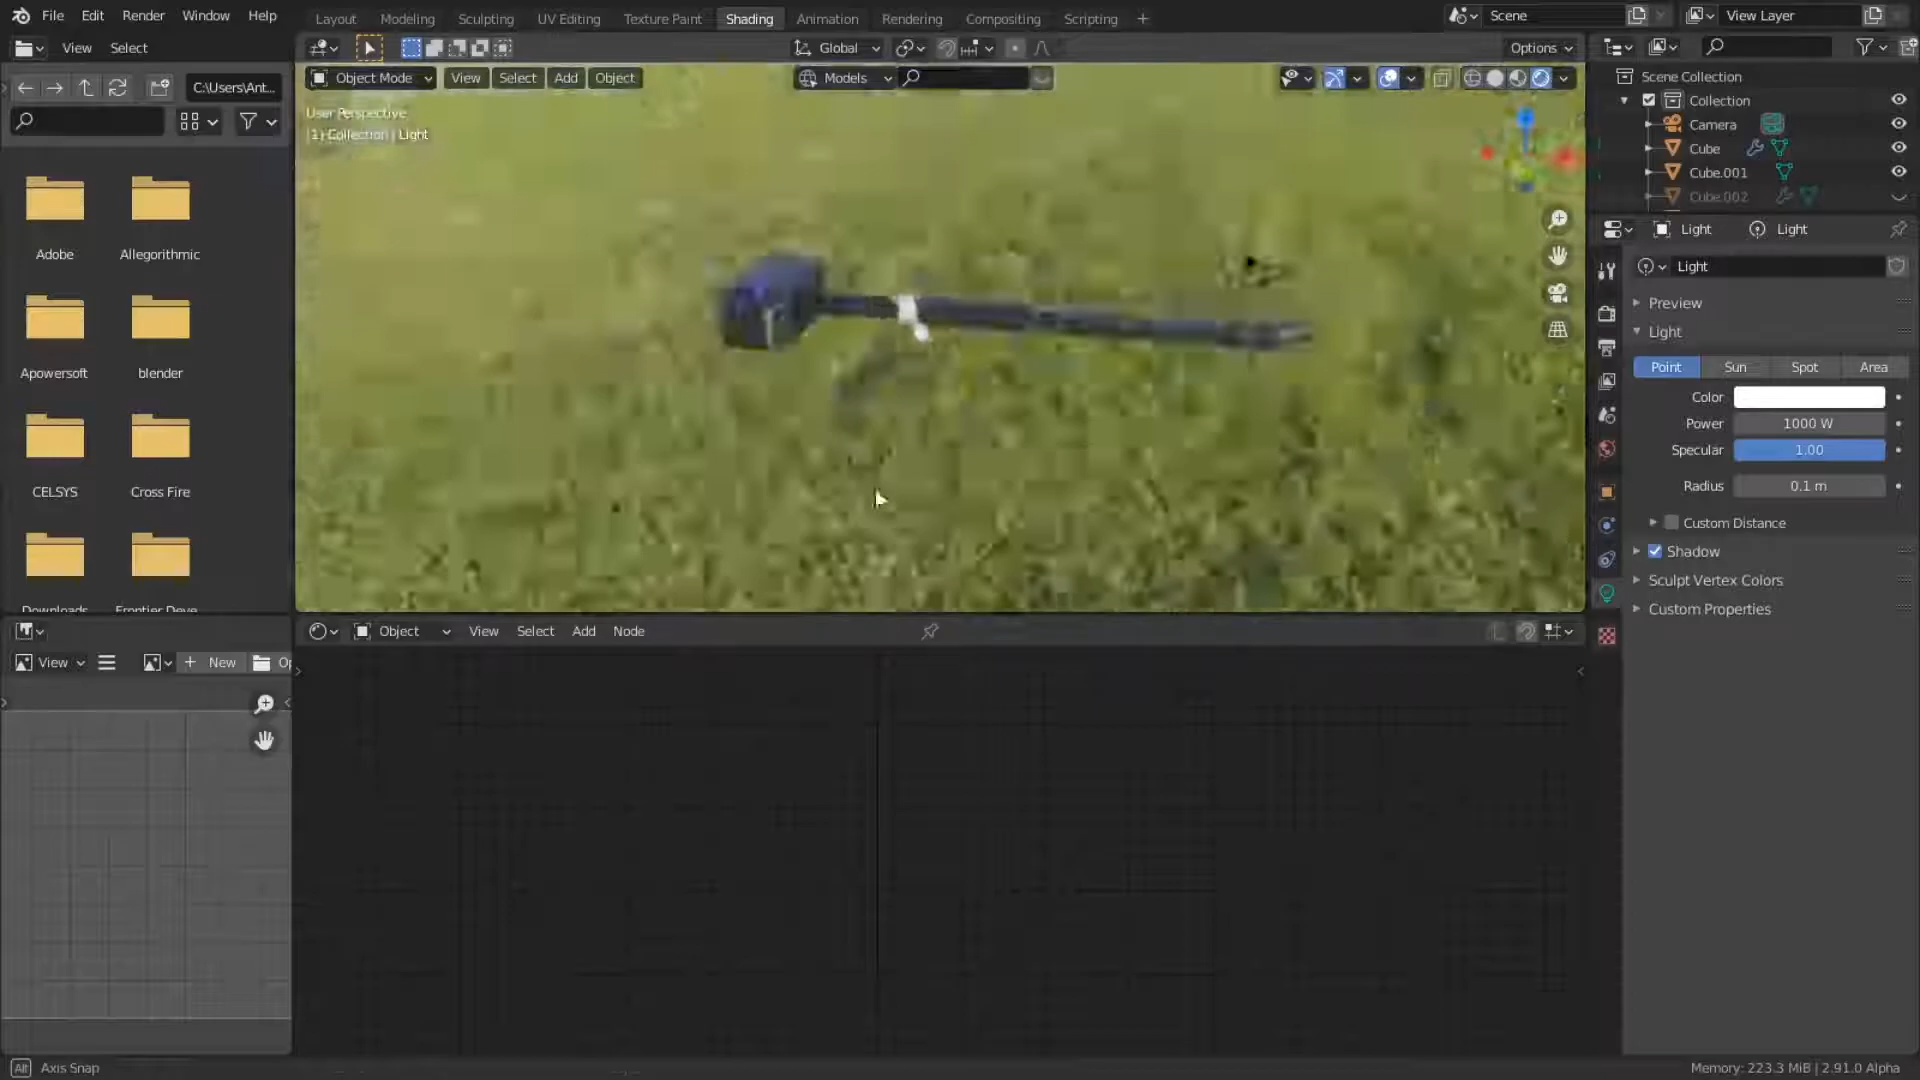 File Edit Render Window Help
Layout Modeling Sculpting UV Editing Texture Paint Shading Animation Rendering Compositing Scripting +
Scene
View Layer
View Select
Global
Options
C:\Users\Ant...
Object Mode View Select Add Object
Models
User Perspective
(1) Collection | Light
Scene Collection
Collection
Camera
Cube
Cube.001
Cube.002
Light Light
Light
Preview
Light
Point Sun Spot Area
Color
Power 1000 W
Specular 1.00
Radius 0.1 m
Custom Distance
Shadow
Sculpt Vertex Colors
Custom Properties
Adobe Allegorithmic
Apowersoft blender
CELSYS Cross Fire
Downloads Frontier Deve...
Object View Select Add Node
View + New Op
Alt Axis Snap
Memory: 223.3 MiB | 2.91.0 Alpha